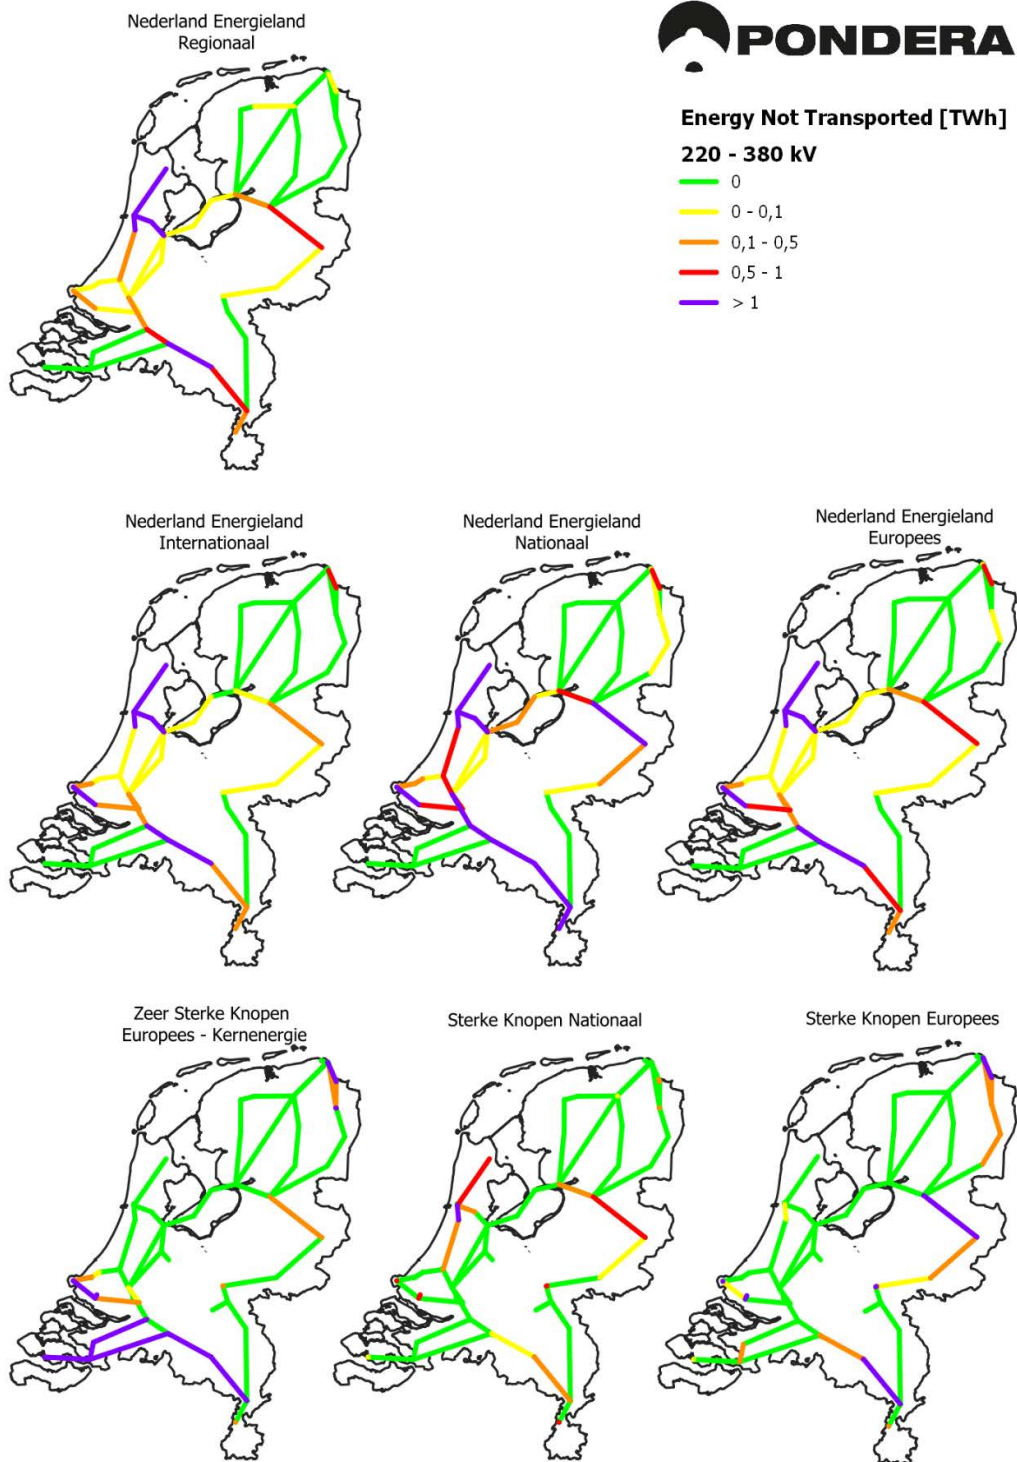 Nederland Energieland
Regionaal
PONDERA
Energy Not Transported [TWh]
220 - 380 kV
0
0 - 0,1
0,1 - 0,5
0,5 - 1
> 1
Nederland Energieland
Internationaal
Nederland Energieland
Nationaal
Nederland Energieland
Europees
Zeer Sterke Knopen
Europees - Kernenergie
Sterke Knopen Nationaal
Sterke Knopen Europees